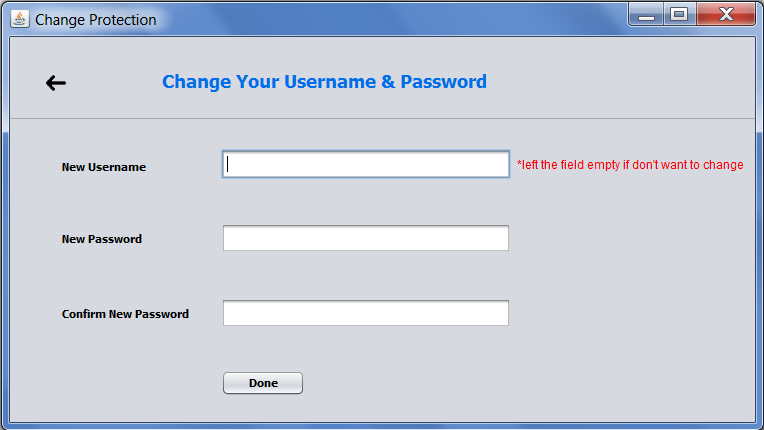 Change Protection
Change Your Username & Password
New Username
*left the field empty if don't want to change
New Password
Confirm New Password
Done